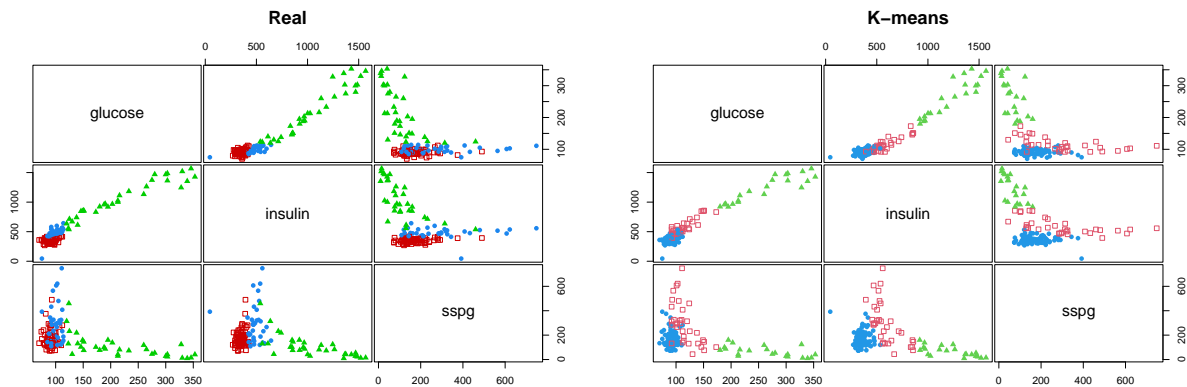 Real K−means
0 500 1000 1500 0 500 1000 1500
glucose glucose
100 200 300 100 200 300
insulin insulin
0 500 1000 0 500 1000
sspg sspg
0 200 400 600 0 200 400 600
100 150 200 250 300 350 0 200 400 600 100 150 200 250 300 350 0 200 400 600